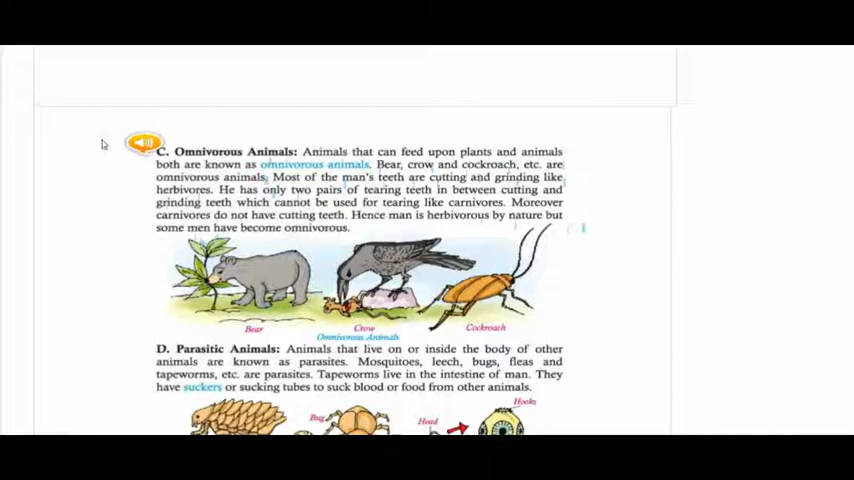 C. Omnivorous Animals: Animals that can feed upon plants and animals
both are known as omnivorous animals. Bear, crow and cockroach, etc. are
omnivorous animals. Most of the man's teeth are cutting and grinding like
herbivores. He has only two pairs of tearing teeth in between cutting and
grinding teeth which cannot be used for tearing like carnivores. Moreover
carnivores do not have cutting teeth. Hence man is herbivorous by nature but
some men have become omnivorous.
Bear
Crow
Cockroach
Omnivorous Animals
D. Parasitic Animals: Animals that live on or inside the body of other
animals are known as parasites. Mosquitoes, leech, bugs, fleas and
tapeworms, etc. are parasites. Tapeworms live in the intestine of man. They
have suckers or sucking tubes to suck blood or food from other animals.
Hooks
Bug
Head